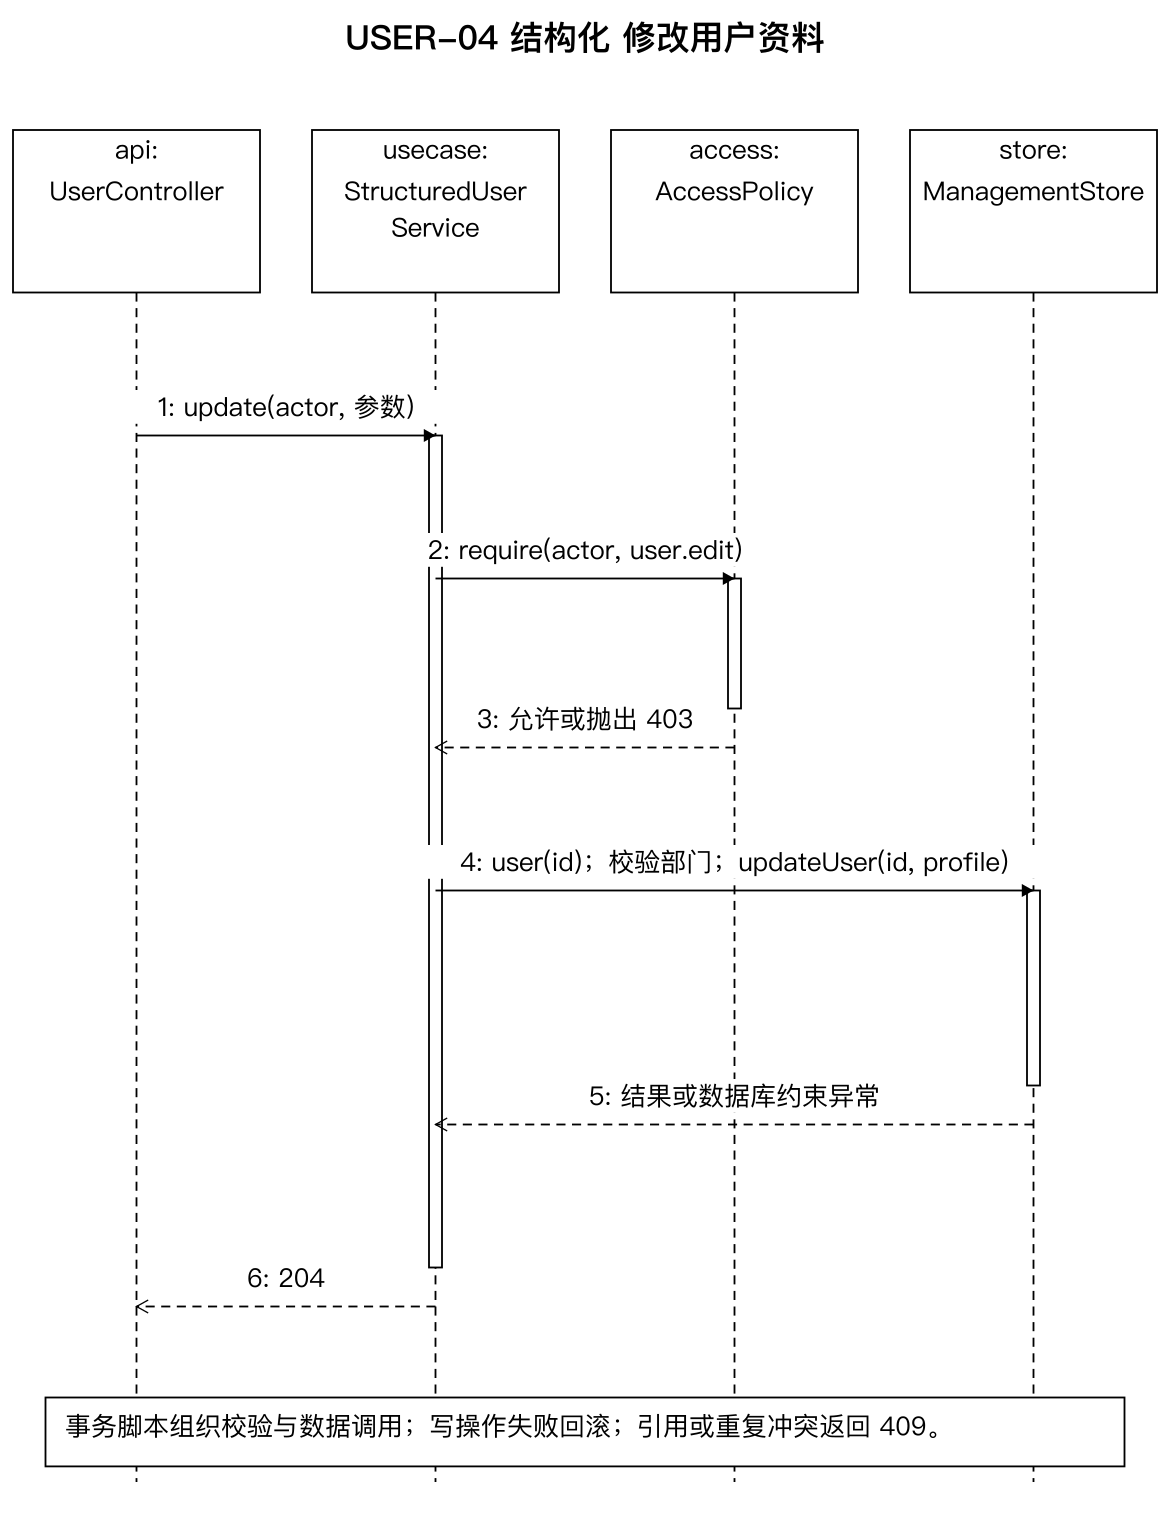 USER-04 结构化 修改用户资料
api:
UserController
usecase:
StructuredUser
Service
access:
AccessPolicy
store:
ManagementStore
1: update(actor, 参数)
2: require(actor, user.edit)
3: 允许或抛出 403
4: user(id)；校验部门；updateUser(id, profile)
5: 结果或数据库约束异常
6: 204
事务脚本组织校验与数据调用；写操作失败回滚；引用或重复冲突返回 409。